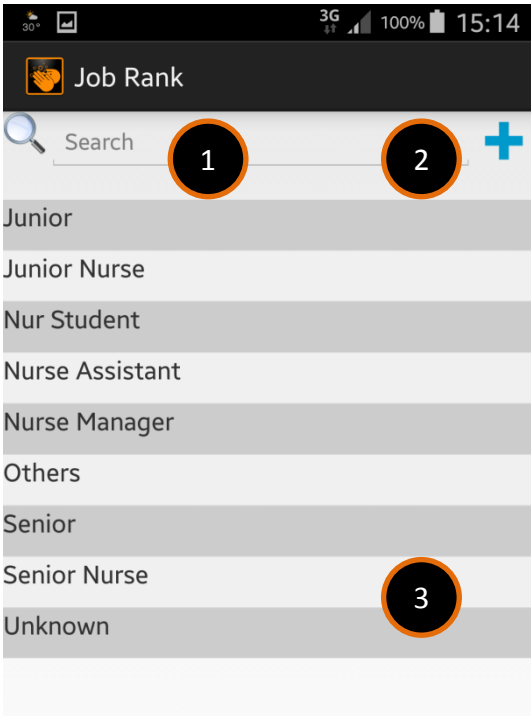 30° 3G 100% 15:14
Job Rank
Search 1 2
Junior
Junior Nurse
Nur Student
Nurse Assistant
Nurse Manager
Others
Senior
Senior Nurse
3
Unknown